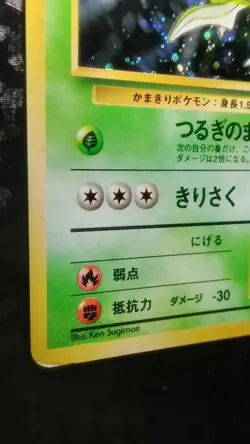 かまきりポケモン：身長1.5
つるぎのま
次の自分の番だけ、こ
ダメージは2倍になる。
きりさく
にげる
弱点
抵抗力 ダメージ -30
Illus. Ken Sugimori